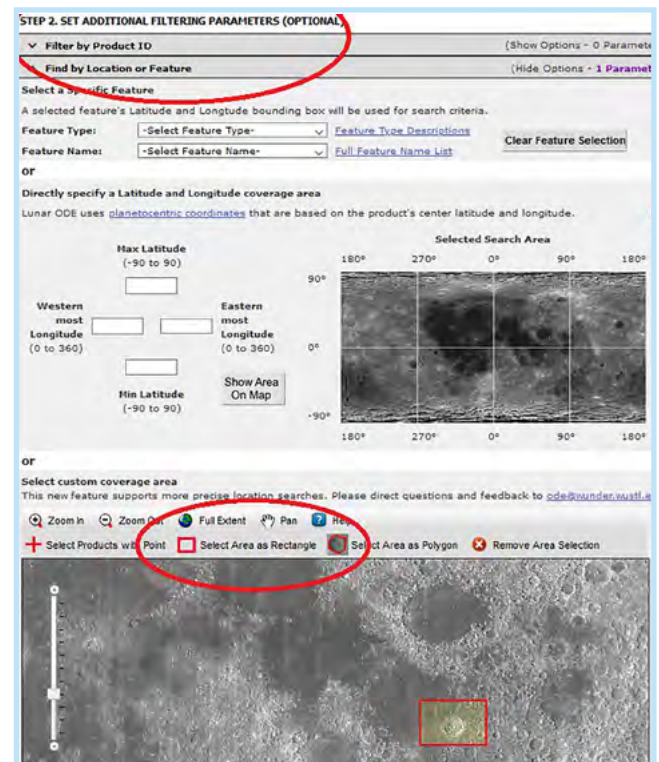 STEP 2. SET ADDITIONAL FILTERING PARAMETERS (OPTIONAL)
Filter by Product ID (Show Options - 0 Paramete
Find by Location or Feature (Hide Options - 1 Paramet
Select a Specific Feature
A selected feature's Latitude and Longtude bounding box will be used for search criteria.
Feature Type: -Select Feature Type- Feature Type Descriptions
Clear Feature Selection
Feature Name: -Select Feature Name- Full Feature Name List
or
Directly specify a Latitude and Longitude coverage area
Lunar ODE uses planetocentric coordinates that are based on the product's center latitude and longitude.
Selected Search Area
Max Latitude
(-90 to 90)
Western
most
Longitude
(0 to 360)
Eastern
most
Longitude
(0 to 360)
Min Latitude
(-90 to 90)
Show Area
On Map
180° 270° 0° 90° 180°
90°
0°
-90°
180° 270° 0° 90° 180°
or
Select custom coverage area
This new feature supports more precise location searches. Please direct questions and feedback to ode@wunder.wustl.e
Zoom In Zoom Out Full Extent Pan Help
Select Products with Point Select Area as Rectangle Select Area as Polygon Remove Area Selection